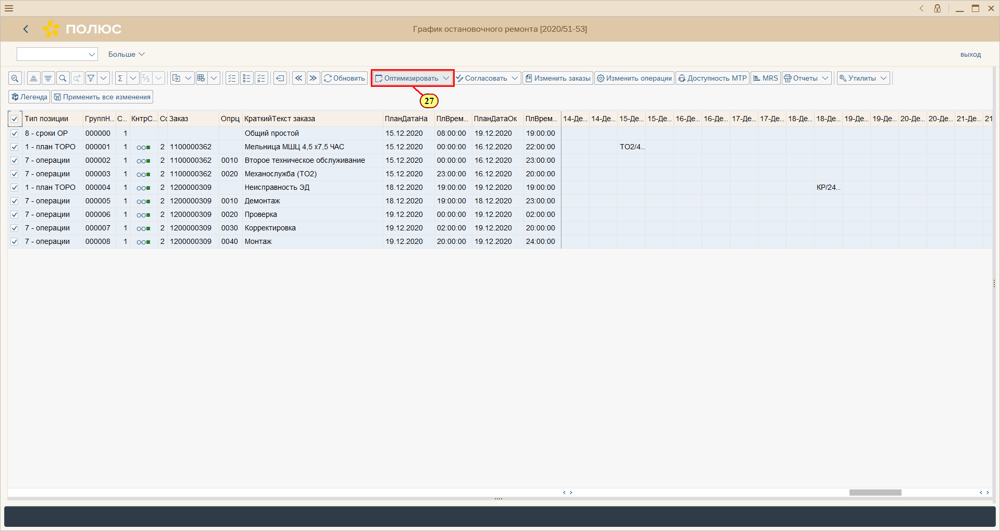 ПОЛЮС
График остановочного ремонта [2020/51-53]
Больше
выход
Обновить Оптимизировать Согласовать Изменить заказы Изменить операции Доступность МТР MRS Отчеты Утилиты
Легенда Применить все изменения
27
Тип позиции ГруппН... С... КнтрС... Сс Заказ Опрц КраткийТекст заказа ПланДатаНа ПлВрем... ПланДатаОк ПлВрем... 14-Де... 14-Де... 15-Де... 15-Де... 16-Де... 16-Де... 17-Де... 17-Де... 18-Де... 18-Де... 19-Де... 19-Де... 20-Де... 20-Де... 21-Де... 21
8 - сроки ОР 000000 1 Общий простой 15.12.2020 08:00:00 19.12.2020 19:00:00
1 - план ТОРО 000001 1 2 1100000362 Мельница МШЦ 4,5 х7,5 ЧАС 15.12.2020 00:00:00 16.12.2020 22:00:00 ТО2/4...
7 - операции 000002 1 2 1100000362 0010 Второе техническое обслуживание 15.12.2020 00:00:00 16.12.2020 23:00:00
7 - операции 000003 1 2 1100000362 0020 Механослужба (ТО2) 15.12.2020 23:00:00 16.12.2020 20:00:00
1 - план ТОРО 000004 1 2 1200000309 Неисправность ЭД 18.12.2020 19:00:00 19.12.2020 19:00:00 КР/24...
7 - операции 000005 1 2 1200000309 0010 Демонтаж 18.12.2020 19:00:00 18.12.2020 23:00:00
7 - операции 000006 1 2 1200000309 0020 Проверка 19.12.2020 00:00:00 19.12.2020 02:00:00
7 - операции 000007 1 2 1200000309 0030 Корректировка 19.12.2020 02:00:00 19.12.2020 20:00:00
7 - операции 000008 1 2 1200000309 0040 Монтаж 19.12.2020 20:00:00 19.12.2020 24:00:00